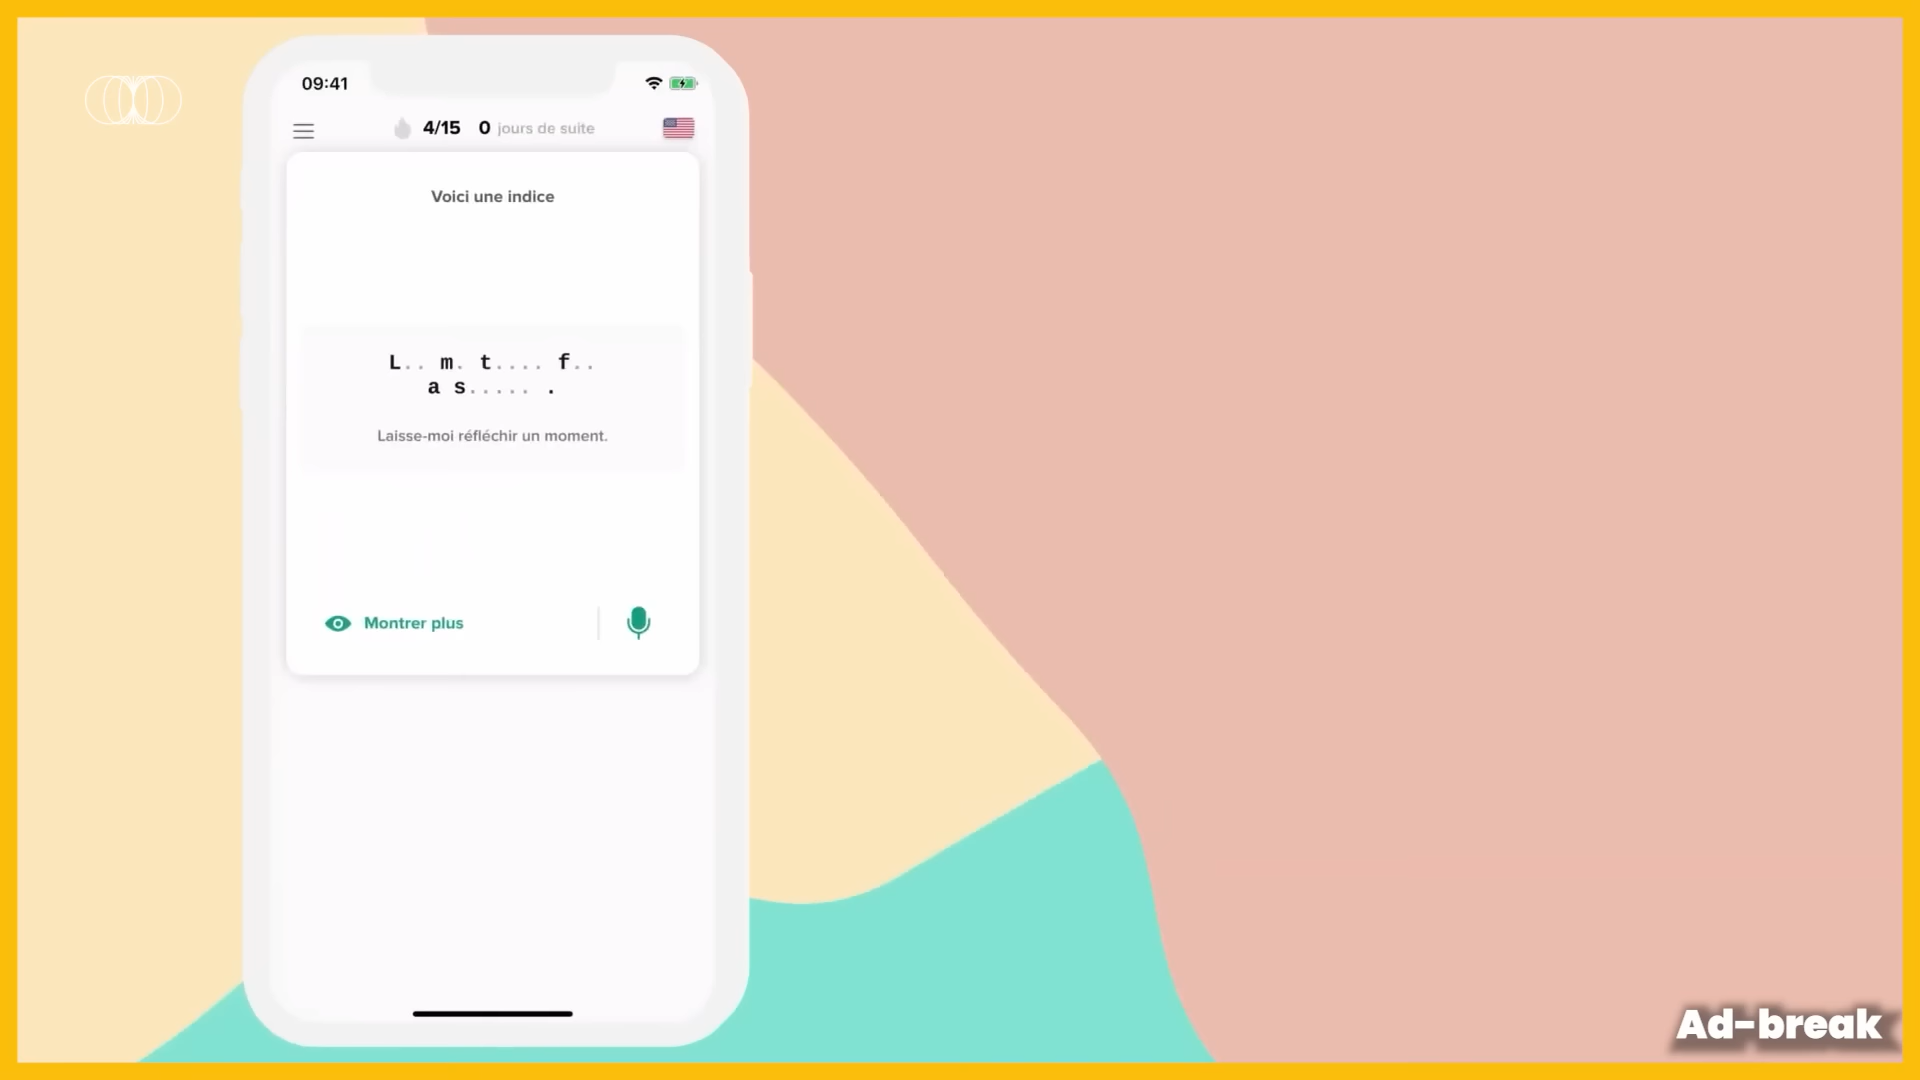 09:41
4/15 0 jours de suite
Voici une indice
L.. m. t.... f..
a s..... .
Laisse-moi réfléchir un moment.
Montrer plus
Ad-break